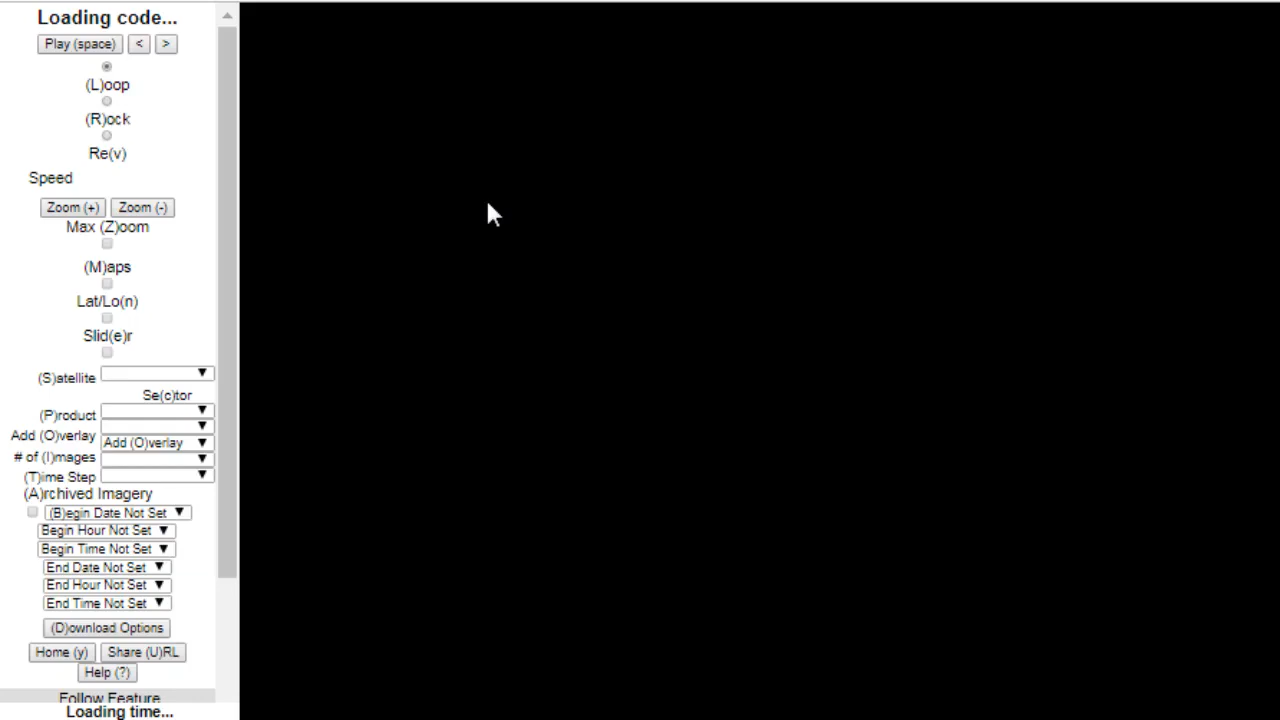 Loading code...
Play (space) < >
(L)oop
(R)ock
Re(v)
Speed
Zoom (+) Zoom (-)
Max (Z)oom
(M)aps
Lat/Lo(n)
Slid(e)r
(S)atellite
Se(c)tor
(P)roduct
Add (O)verlay
Add (O)verlay
# of (I)mages
(T)ime Step
(A)rchived Imagery
(B)egin Date Not Set
Begin Hour Not Set
Begin Time Not Set
End Date Not Set
End Hour Not Set
End Time Not Set
(D)ownload Options
Home (y) Share (U)RL
Help (?)
Follow Feature
Loading time...